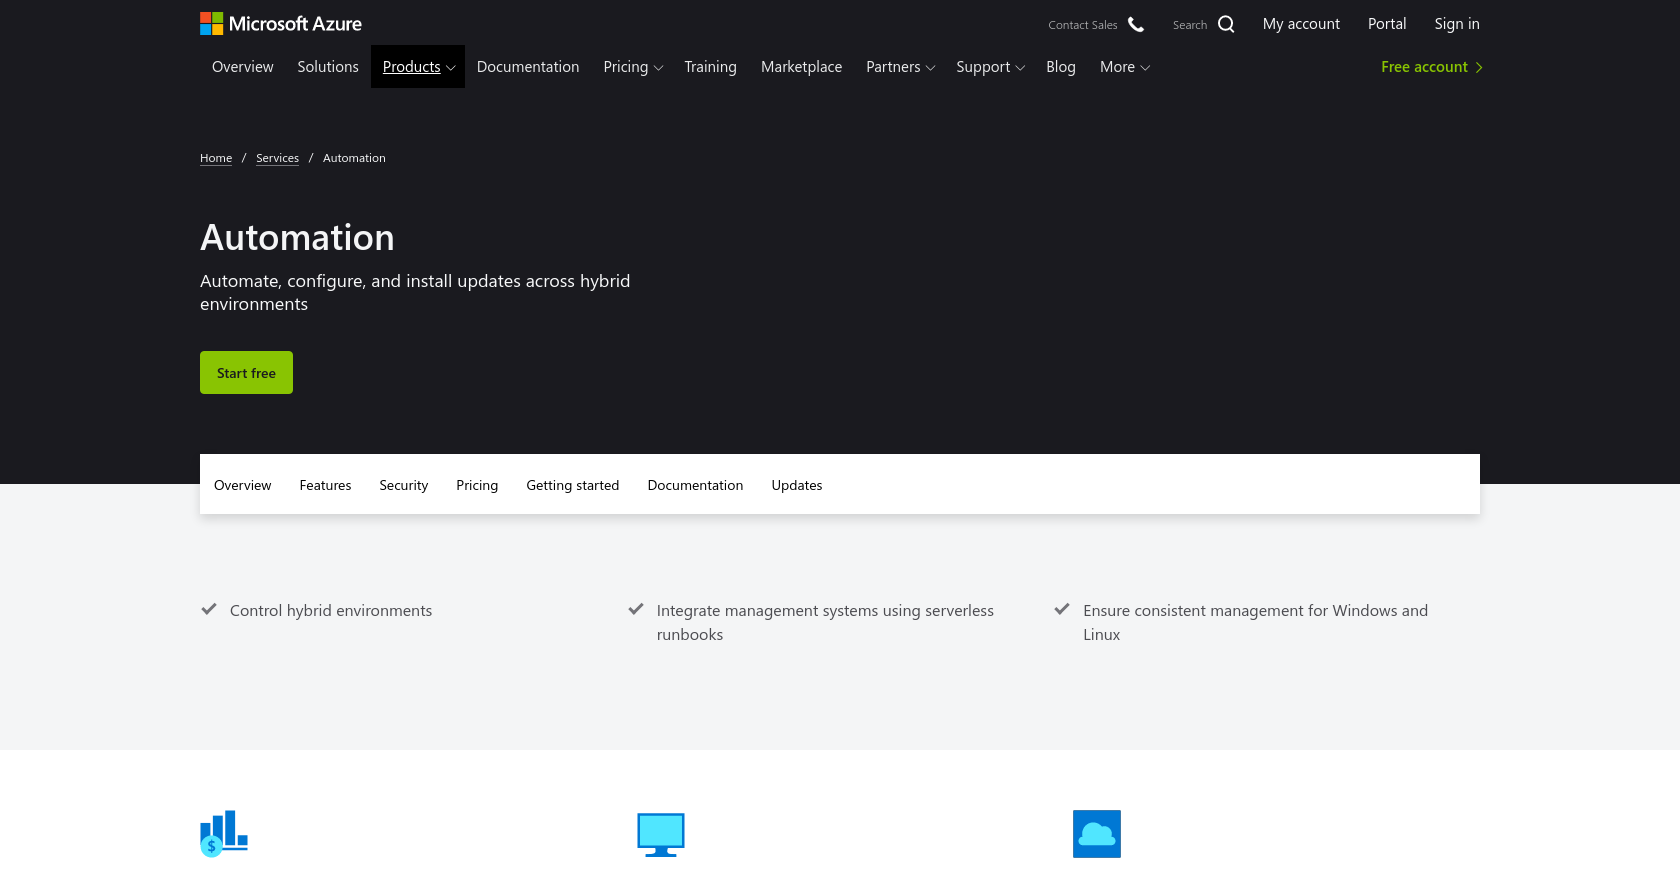 Microsoft Azure
Contact Sales
Search
My account
Portal
Sign in
Overview
Solutions
Products
Documentation
Pricing
Training
Marketplace
Partners
Support
Blog
More
Free account
Home / Services / Automation
Automation
Automate, configure, and install updates across hybrid
environments
Start free
Overview
Features
Security
Pricing
Getting started
Documentation
Updates
Control hybrid environments
Integrate management systems using serverless
runbooks
Ensure consistent management for Windows and
Linux
$